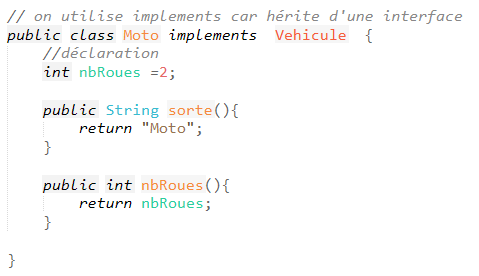 // on utilise implements car hérite d'une interface
public class Moto implements  Vehicule  {
    //déclaration
    int nbRoues =2;

    public String sorte(){
        return "Moto";
    }

    public int nbRoues(){
        return nbRoues;
    }

}